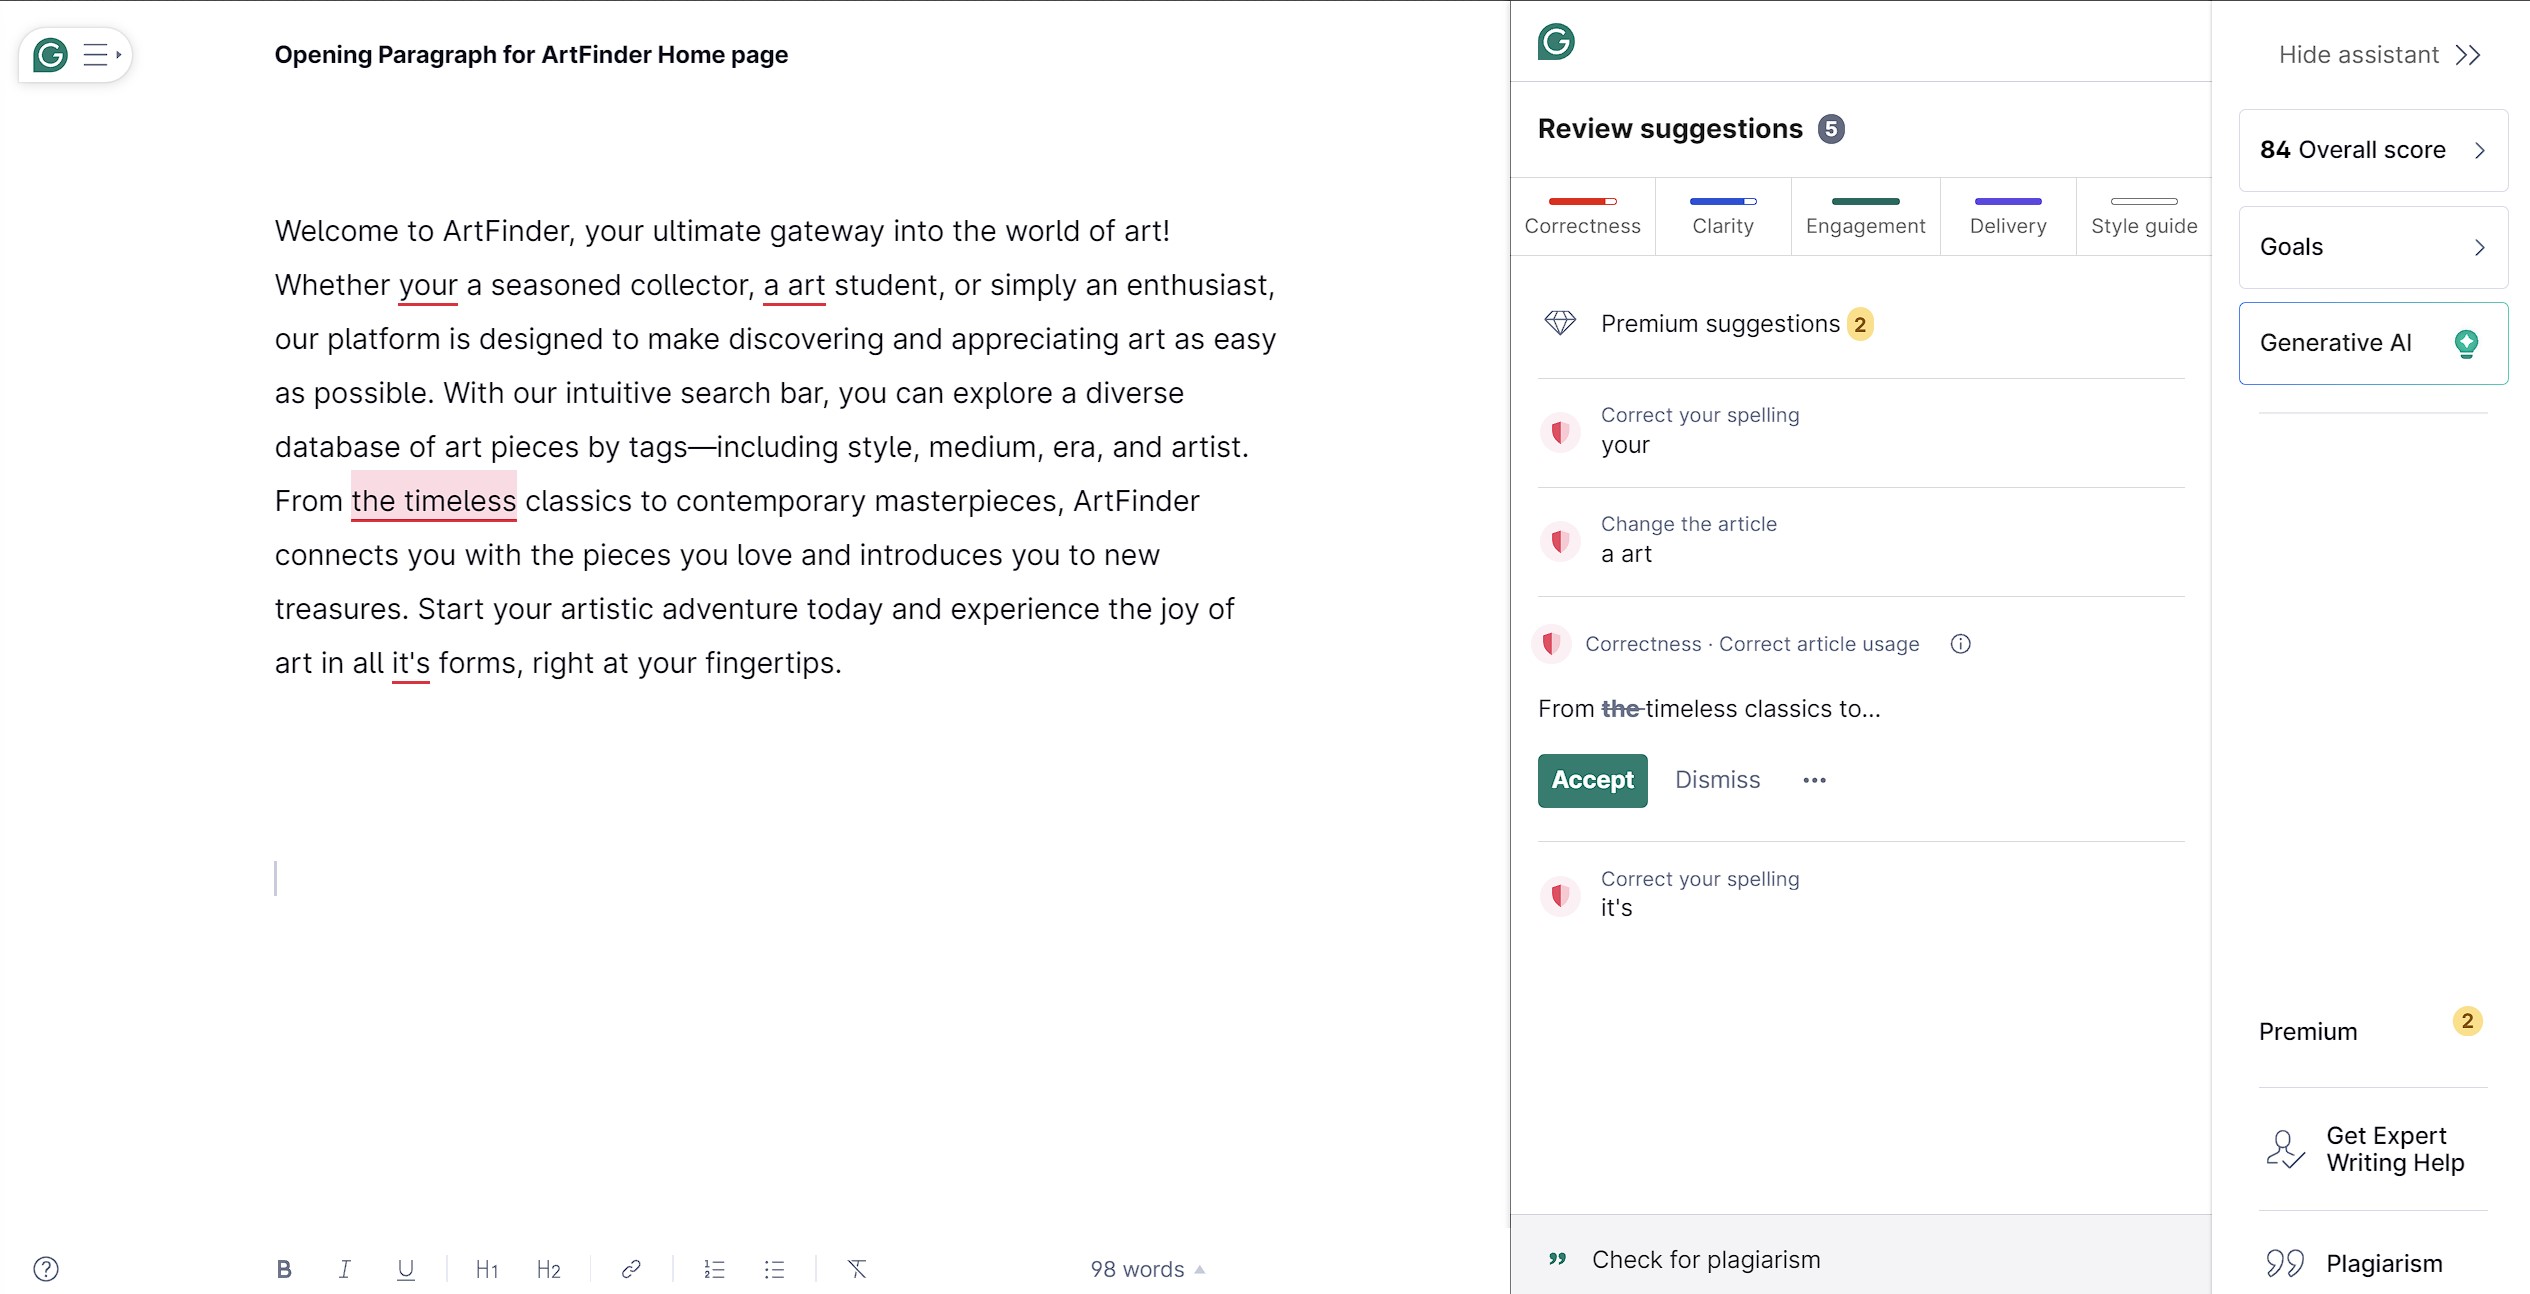 Opening Paragraph for ArtFinder Home page
Welcome to ArtFinder, your ultimate gateway into the world of art!
Whether your a seasoned collector, a art student, or simply an enthusiast,
our platform is designed to make discovering and appreciating art as easy
as possible. With our intuitive search bar, you can explore a diverse
database of art pieces by tags—including style, medium, era, and artist.
From the timeless classics to contemporary masterpieces, ArtFinder
connects you with the pieces you love and introduces you to new
treasures. Start your artistic adventure today and experience the joy of
art in all it's forms, right at your fingertips.
B I U H1 H2
98 words
Review suggestions 5
Correctness Clarity Engagement Delivery Style guide
Premium suggestions 2
Correct your spelling
your
Change the article
a art
Correctness · Correct article usage
From the timeless classics to...
Accept Dismiss
Correct your spelling
it's
Check for plagiarism
Hide assistant
84 Overall score
Goals
Generative AI
Premium 2
Get Expert
Writing Help
Plagiarism